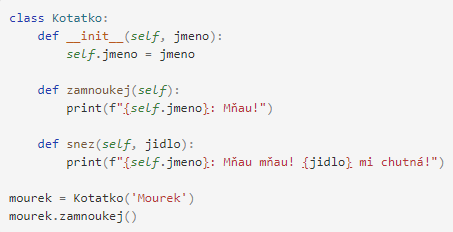 class Kotatko:
    def __init__(self, jmeno):
        self.jmeno = jmeno

    def zamnoukej(self):
        print(f"{self.jmeno}: Mňau!")

    def snez(self, jidlo):
        print(f"{self.jmeno}: Mňau mňau! {jidlo} mi chutná!")

mourek = Kotatko('Mourek')
mourek.zamnoukej()